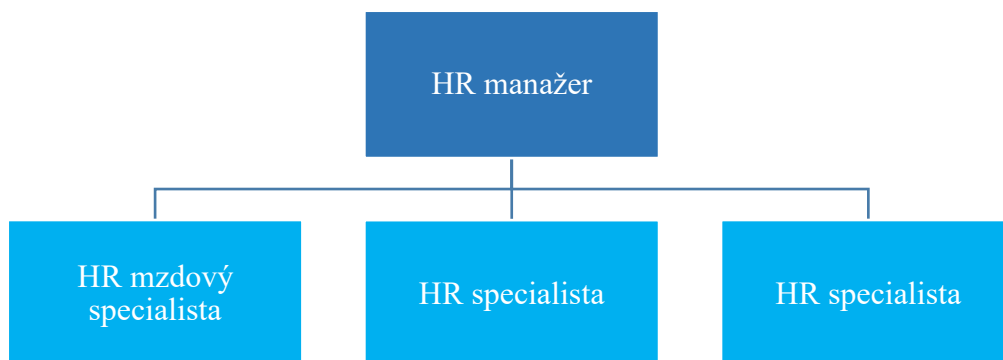 HR manažer
HR mzdový
specialista
HR specialista
HR specialista